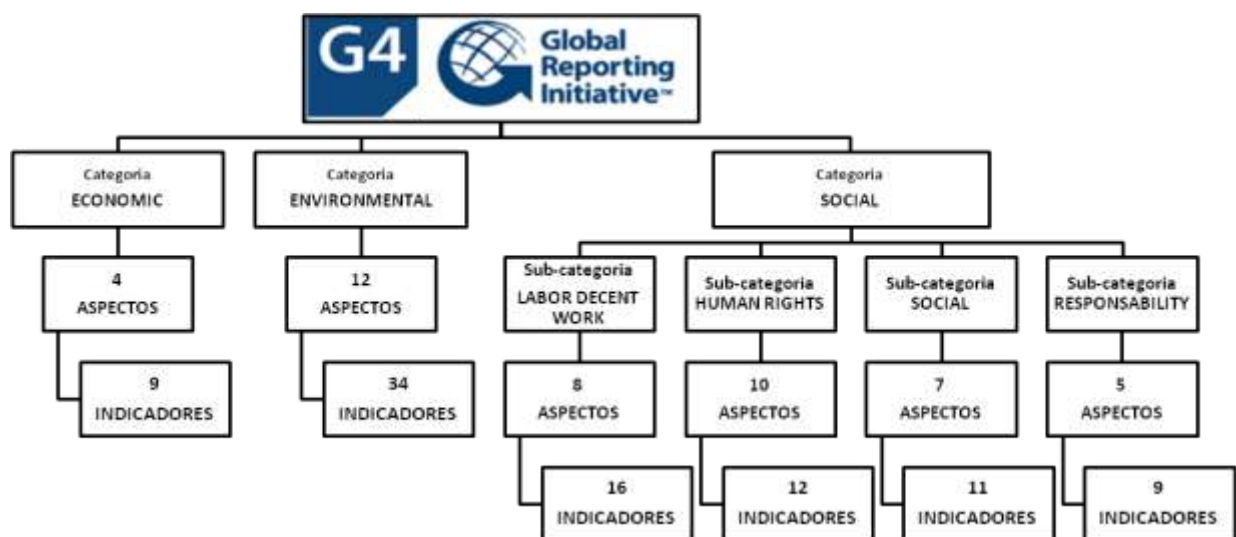 G4
Global
Reporting
Initiative™
Categoria
ECONOMIC
Categoria
ENVIRONMENTAL
Categoria
SOCIAL
4
ASPECTOS
12
ASPECTOS
Sub-categoria
LABOR DECENT
WORK
Sub-categoria
HUMAN RIGHTS
Sub-categoria
SOCIAL
Sub-categoria
RESPONSABILITY
9
INDICADORES
34
INDICADORES
8
ASPECTOS
10
ASPECTOS
7
ASPECTOS
5
ASPECTOS
16
INDICADORES
12
INDICADORES
11
INDICADORES
9
INDICADORES